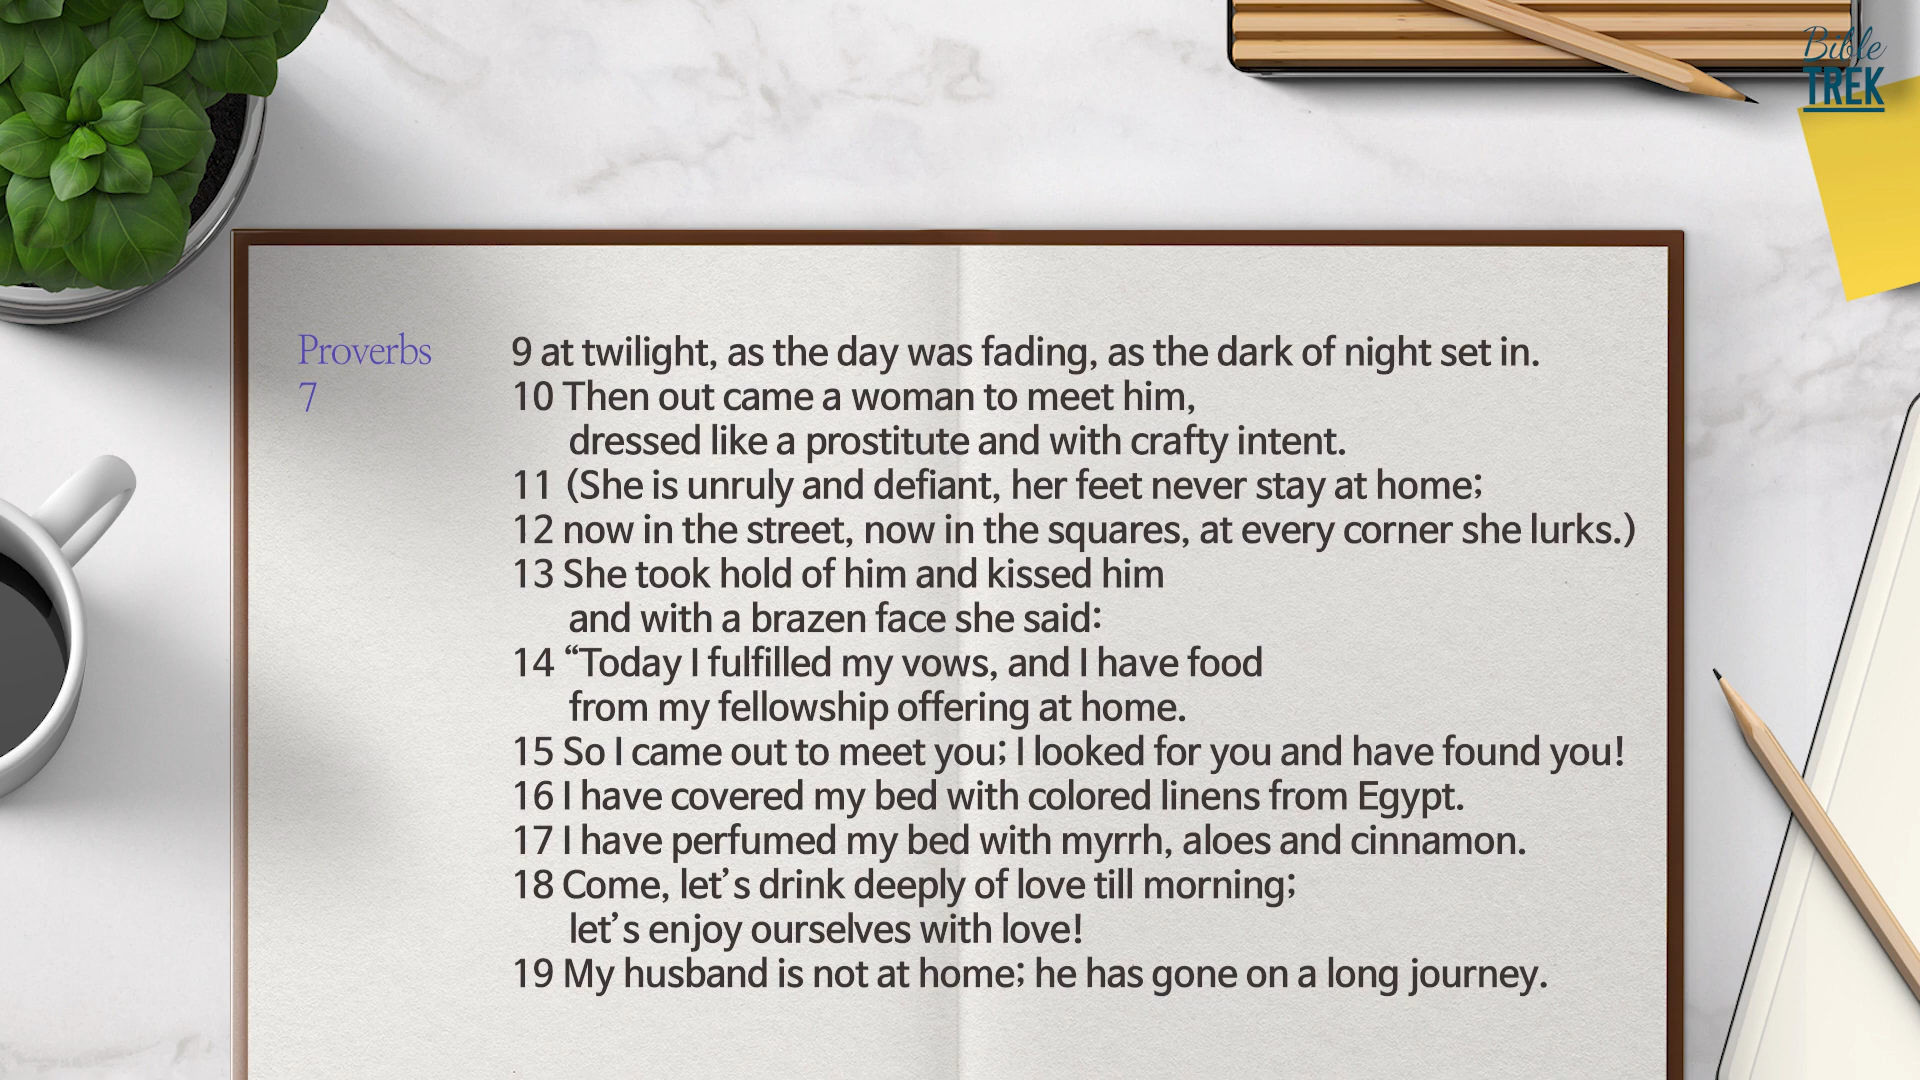 Bible
TREK
Proverbs
7
9 at twilight, as the day was fading, as the dark of night set in.
10 Then out came a woman to meet him,
dressed like a prostitute and with crafty intent.
11 (She is unruly and defiant, her feet never stay at home;
12 now in the street, now in the squares, at every corner she lurks.)
13 She took hold of him and kissed him
and with a brazen face she said:
14 “Today I fulfilled my vows, and I have food
from my fellowship offering at home.
15 So I came out to meet you; I looked for you and have found you!
16 I have covered my bed with colored linens from Egypt.
17 I have perfumed my bed with myrrh, aloes and cinnamon.
18 Come, let’s drink deeply of love till morning;
let’s enjoy ourselves with love!
19 My husband is not at home; he has gone on a long journey.